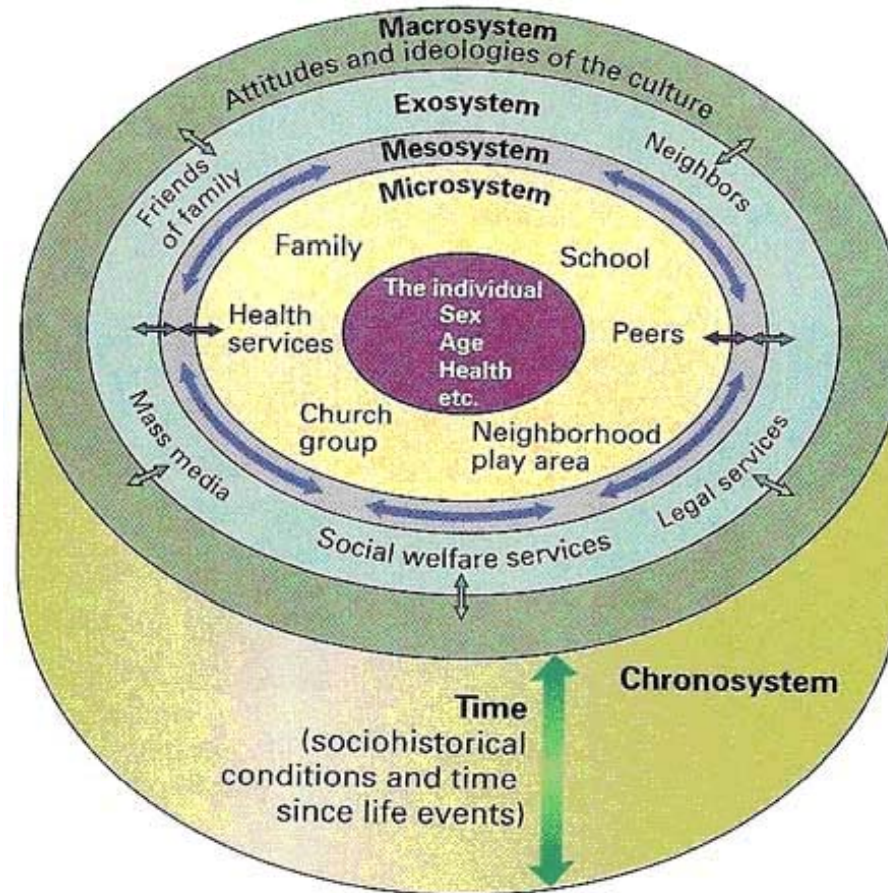 Macrosystem
Attitudes and ideologies of the culture
Exosystem
Mesosystem
Microsystem
Friends
of family
Neighbors
Family
School
The individual
Sex
Age
Health
etc.
Health
services
Peers
Church
group
Neighborhood
play area
Mass media
Legal services
Social welfare services
Chronosystem
Time
(sociohistorical
conditions and time
since life events)